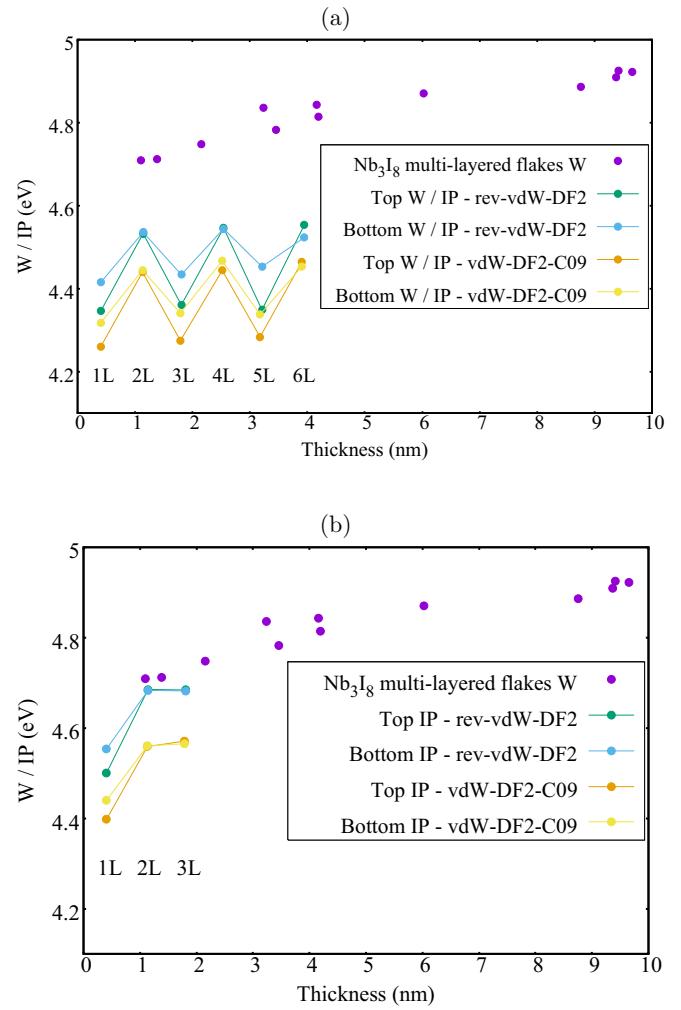 (a)
5
4.8
4.6
4.4
4.2
W / IP (eV)
Nb₃I₈ multi-layered flakes W
Top W / IP - rev-vdW-DF2
Bottom W / IP - rev-vdW-DF2
Top W / IP - vdW-DF2-C09
Bottom W / IP - vdW-DF2-C09
1L 2L 3L 4L 5L 6L
0 1 2 3 4 5 6 7 8 9 10
Thickness (nm)
(b)
5
4.8
4.6
4.4
4.2
W / IP (eV)
Nb₃I₈ multi-layered flakes W
Top IP - rev-vdW-DF2
Bottom IP - rev-vdW-DF2
Top IP - vdW-DF2-C09
Bottom IP - vdW-DF2-C09
1L 2L 3L
0 1 2 3 4 5 6 7 8 9 10
Thickness (nm)